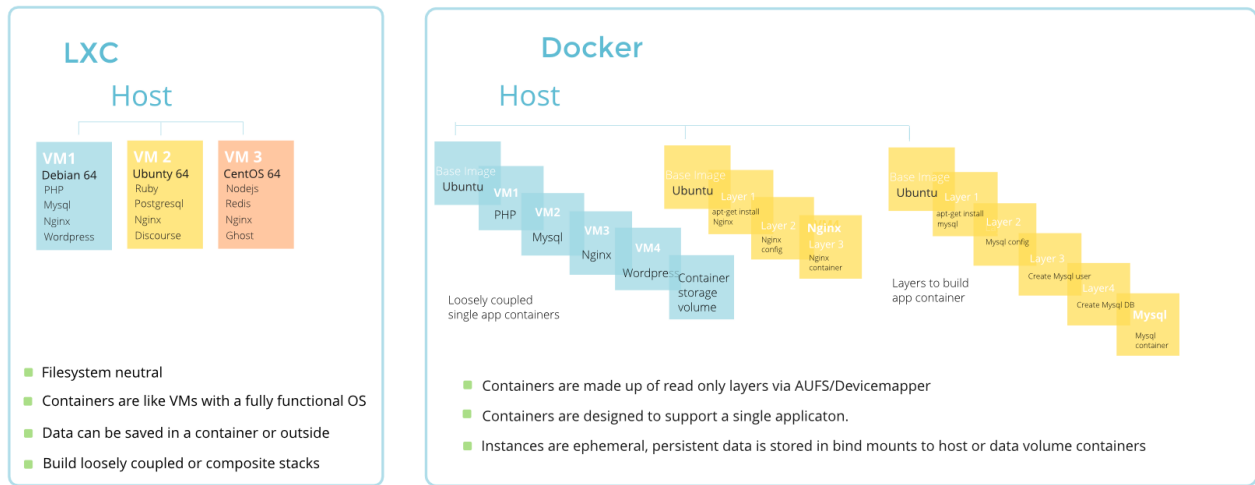 LXC
Host
VM1
Debian 64
PHP
Mysql
Nginx
Wordpress
VM 2
Ubunty 64
Ruby
Postgresql
Nginx
Discourse
VM 3
CentOS 64
Nodejs
Redis
Nginx
Ghost
Filesystem neutral
Containers are like VMs with a fully functional OS
Data can be saved in a container or outside
Build loosely coupled or composite stacks
Docker
Host
Base Image
Ubuntu
VM1
PHP
VM2
Mysql
VM3
Nginx
VM4
Wordpress
Container
storage
volume
Loosely coupled
single app containers
Base Image
Ubuntu
Layer 1
apt-get install
Nginx
Layer 2
Nginx
config
Nginx
Layer 3
Nginx
container
Base Image
Ubuntu
Layer 1
apt-get install
mysql
Layer 2
Mysql config
Layer 3
Create Mysql user
Layer4
Create Mysql DB
Mysql
Mysql
container
Layers to build
app container
Containers are made up of read only layers via AUFS/Devicemapper
Containers are designed to support a single applicaton.
Instances are ephemeral, persistent data is stored in bind mounts to host or data volume containers